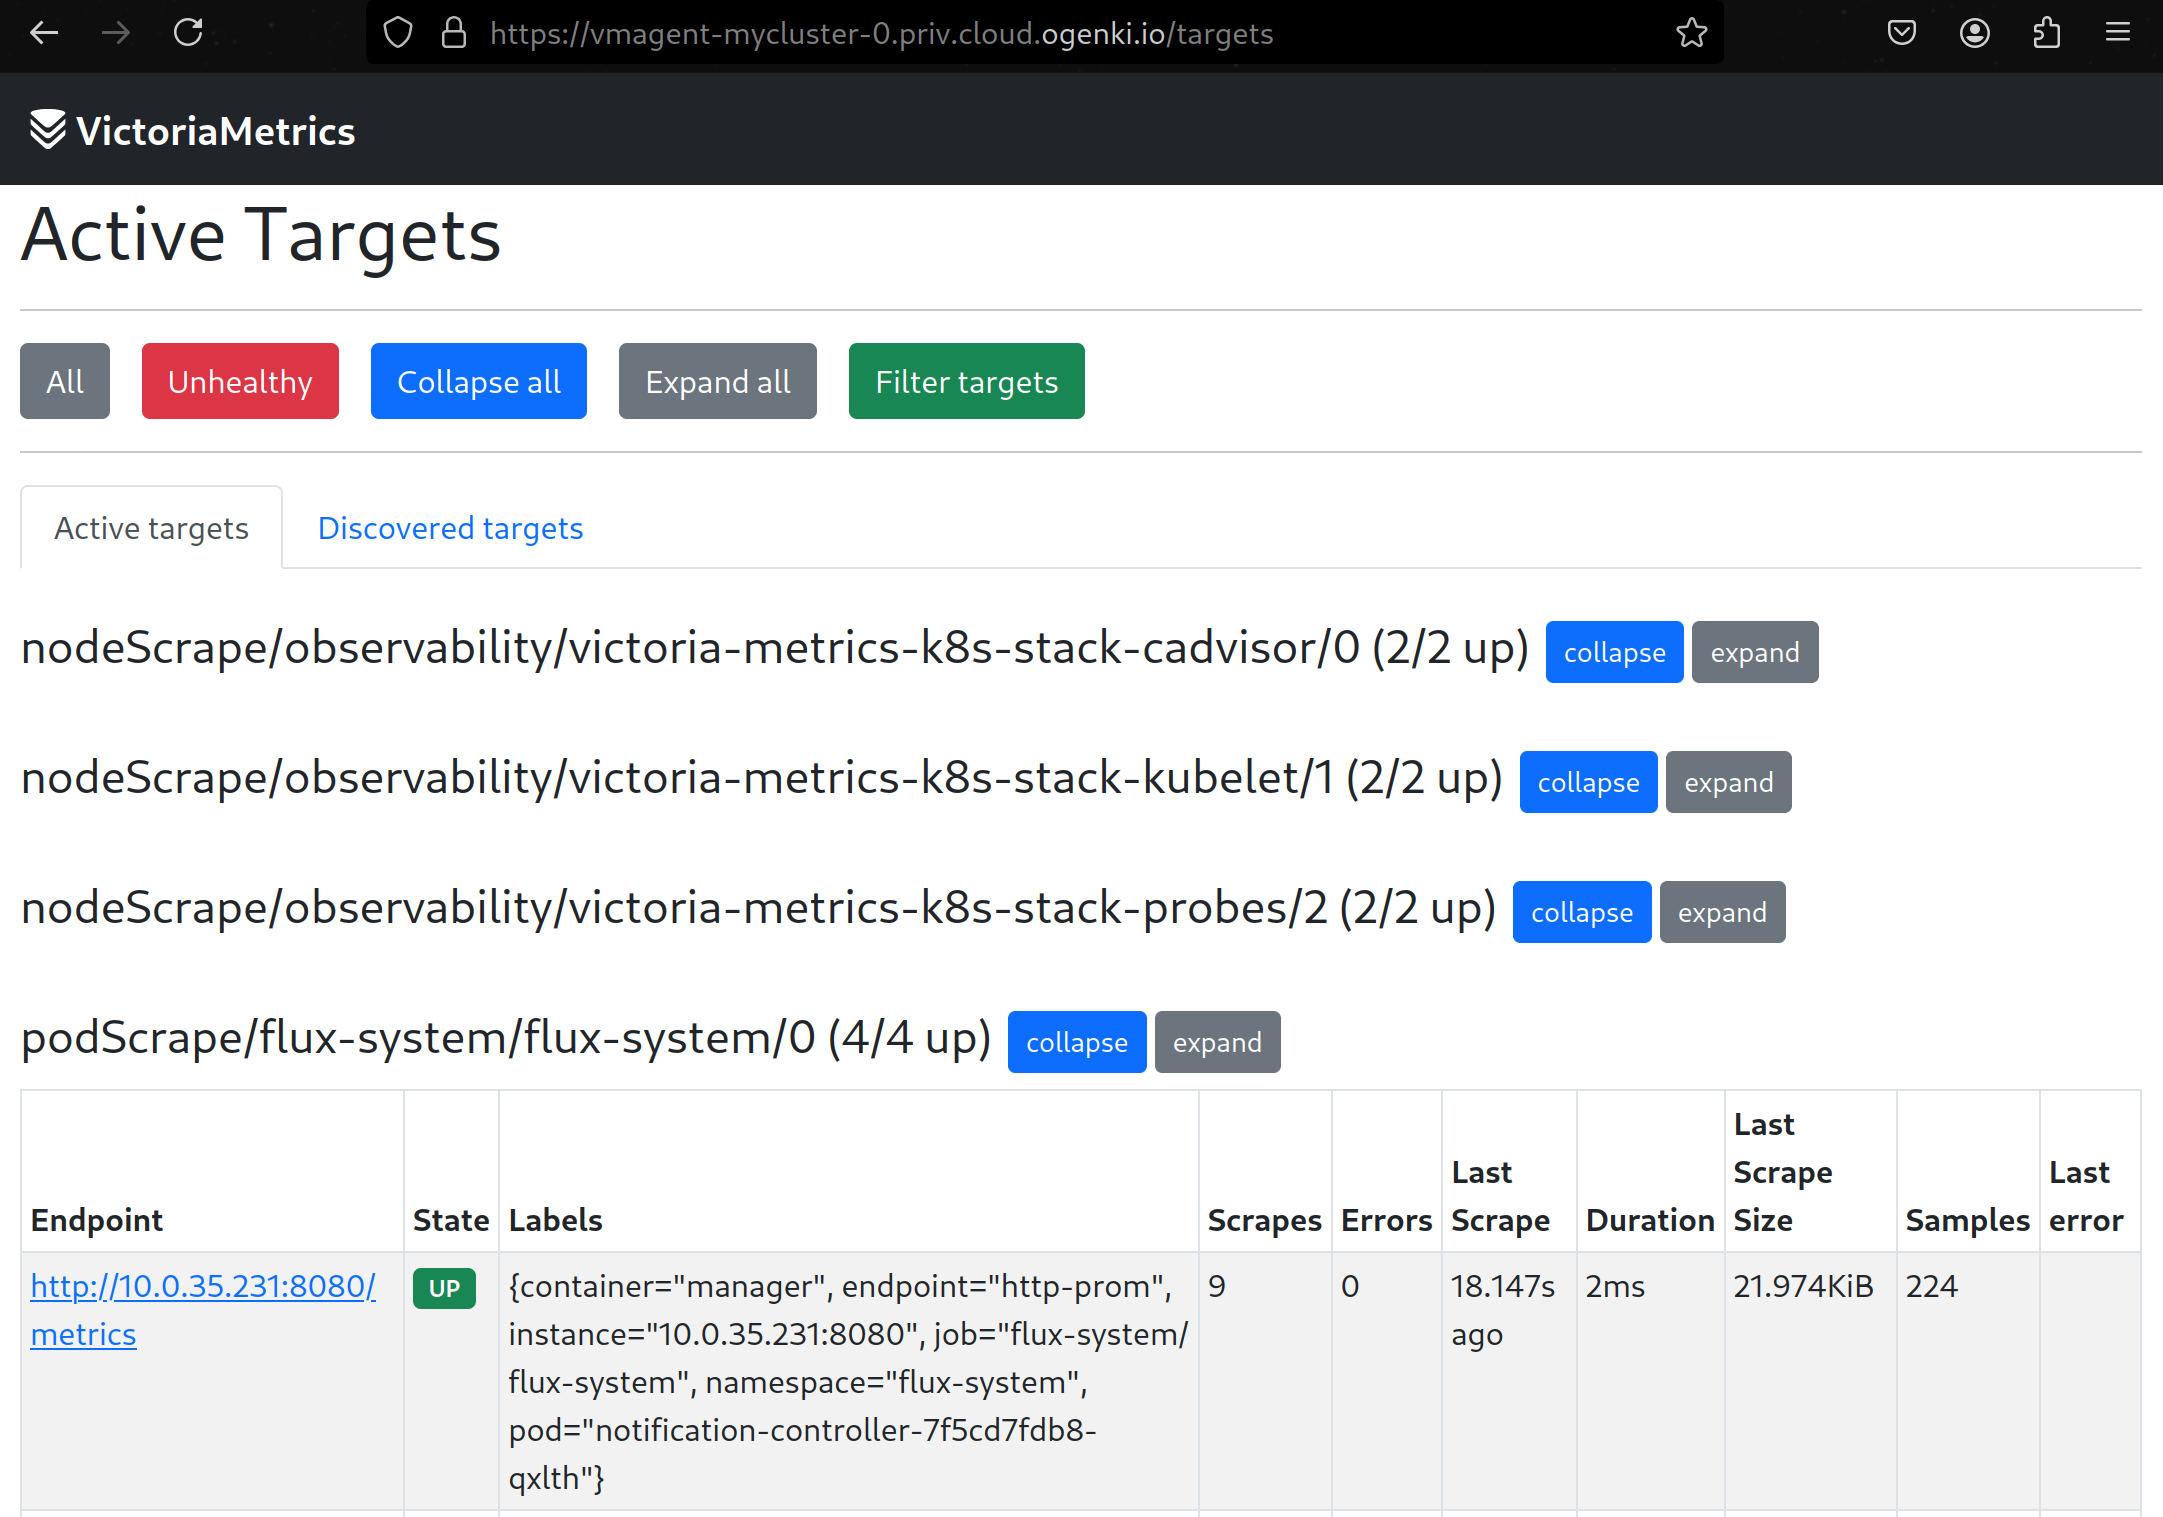 https://vmagent-mycluster-0.priv.cloud.ogenki.io/targets
VictoriaMetrics
Active Targets
All Unhealthy Collapse all Expand all Filter targets
Active targets Discovered targets
nodeScrape/observability/victoria-metrics-k8s-stack-cadvisor/0 (2/2 up) collapse expand
nodeScrape/observability/victoria-metrics-k8s-stack-kubelet/1 (2/2 up) collapse expand
nodeScrape/observability/victoria-metrics-k8s-stack-probes/2 (2/2 up) collapse expand
podScrape/flux-system/flux-system/0 (4/4 up) collapse expand
Endpoint
State
Labels
Scrapes
Errors
Last
Scrape
Duration
Last
Scrape
Size
Samples
Last
error
http://10.0.35.231:8080/
metrics
UP
{container="manager", endpoint="http-prom",
instance="10.0.35.231:8080", job="flux-system/
flux-system", namespace="flux-system",
pod="notification-controller-7f5cd7fdb8-
qxlth"}
9
0
18.147s
ago
2ms
21.974KiB
224